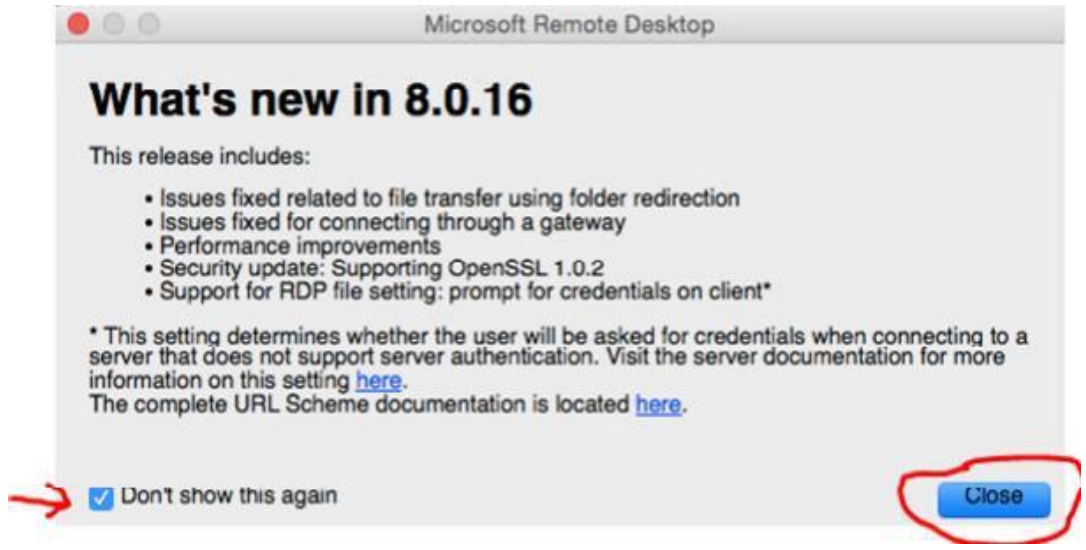 Microsoft Remote Desktop
What's new in 8.0.16
This release includes:
• Issues fixed related to file transfer using folder redirection
• Issues fixed for connecting through a gateway
• Performance improvements
• Security update: Supporting OpenSSL 1.0.2
• Support for RDP file setting: prompt for credentials on client*
* This setting determines whether the user will be asked for credentials when connecting to a
server that does not support server authentication. Visit the server documentation for more
information on this setting here.
The complete URL Scheme documentation is located here.
Don't show this again
Close